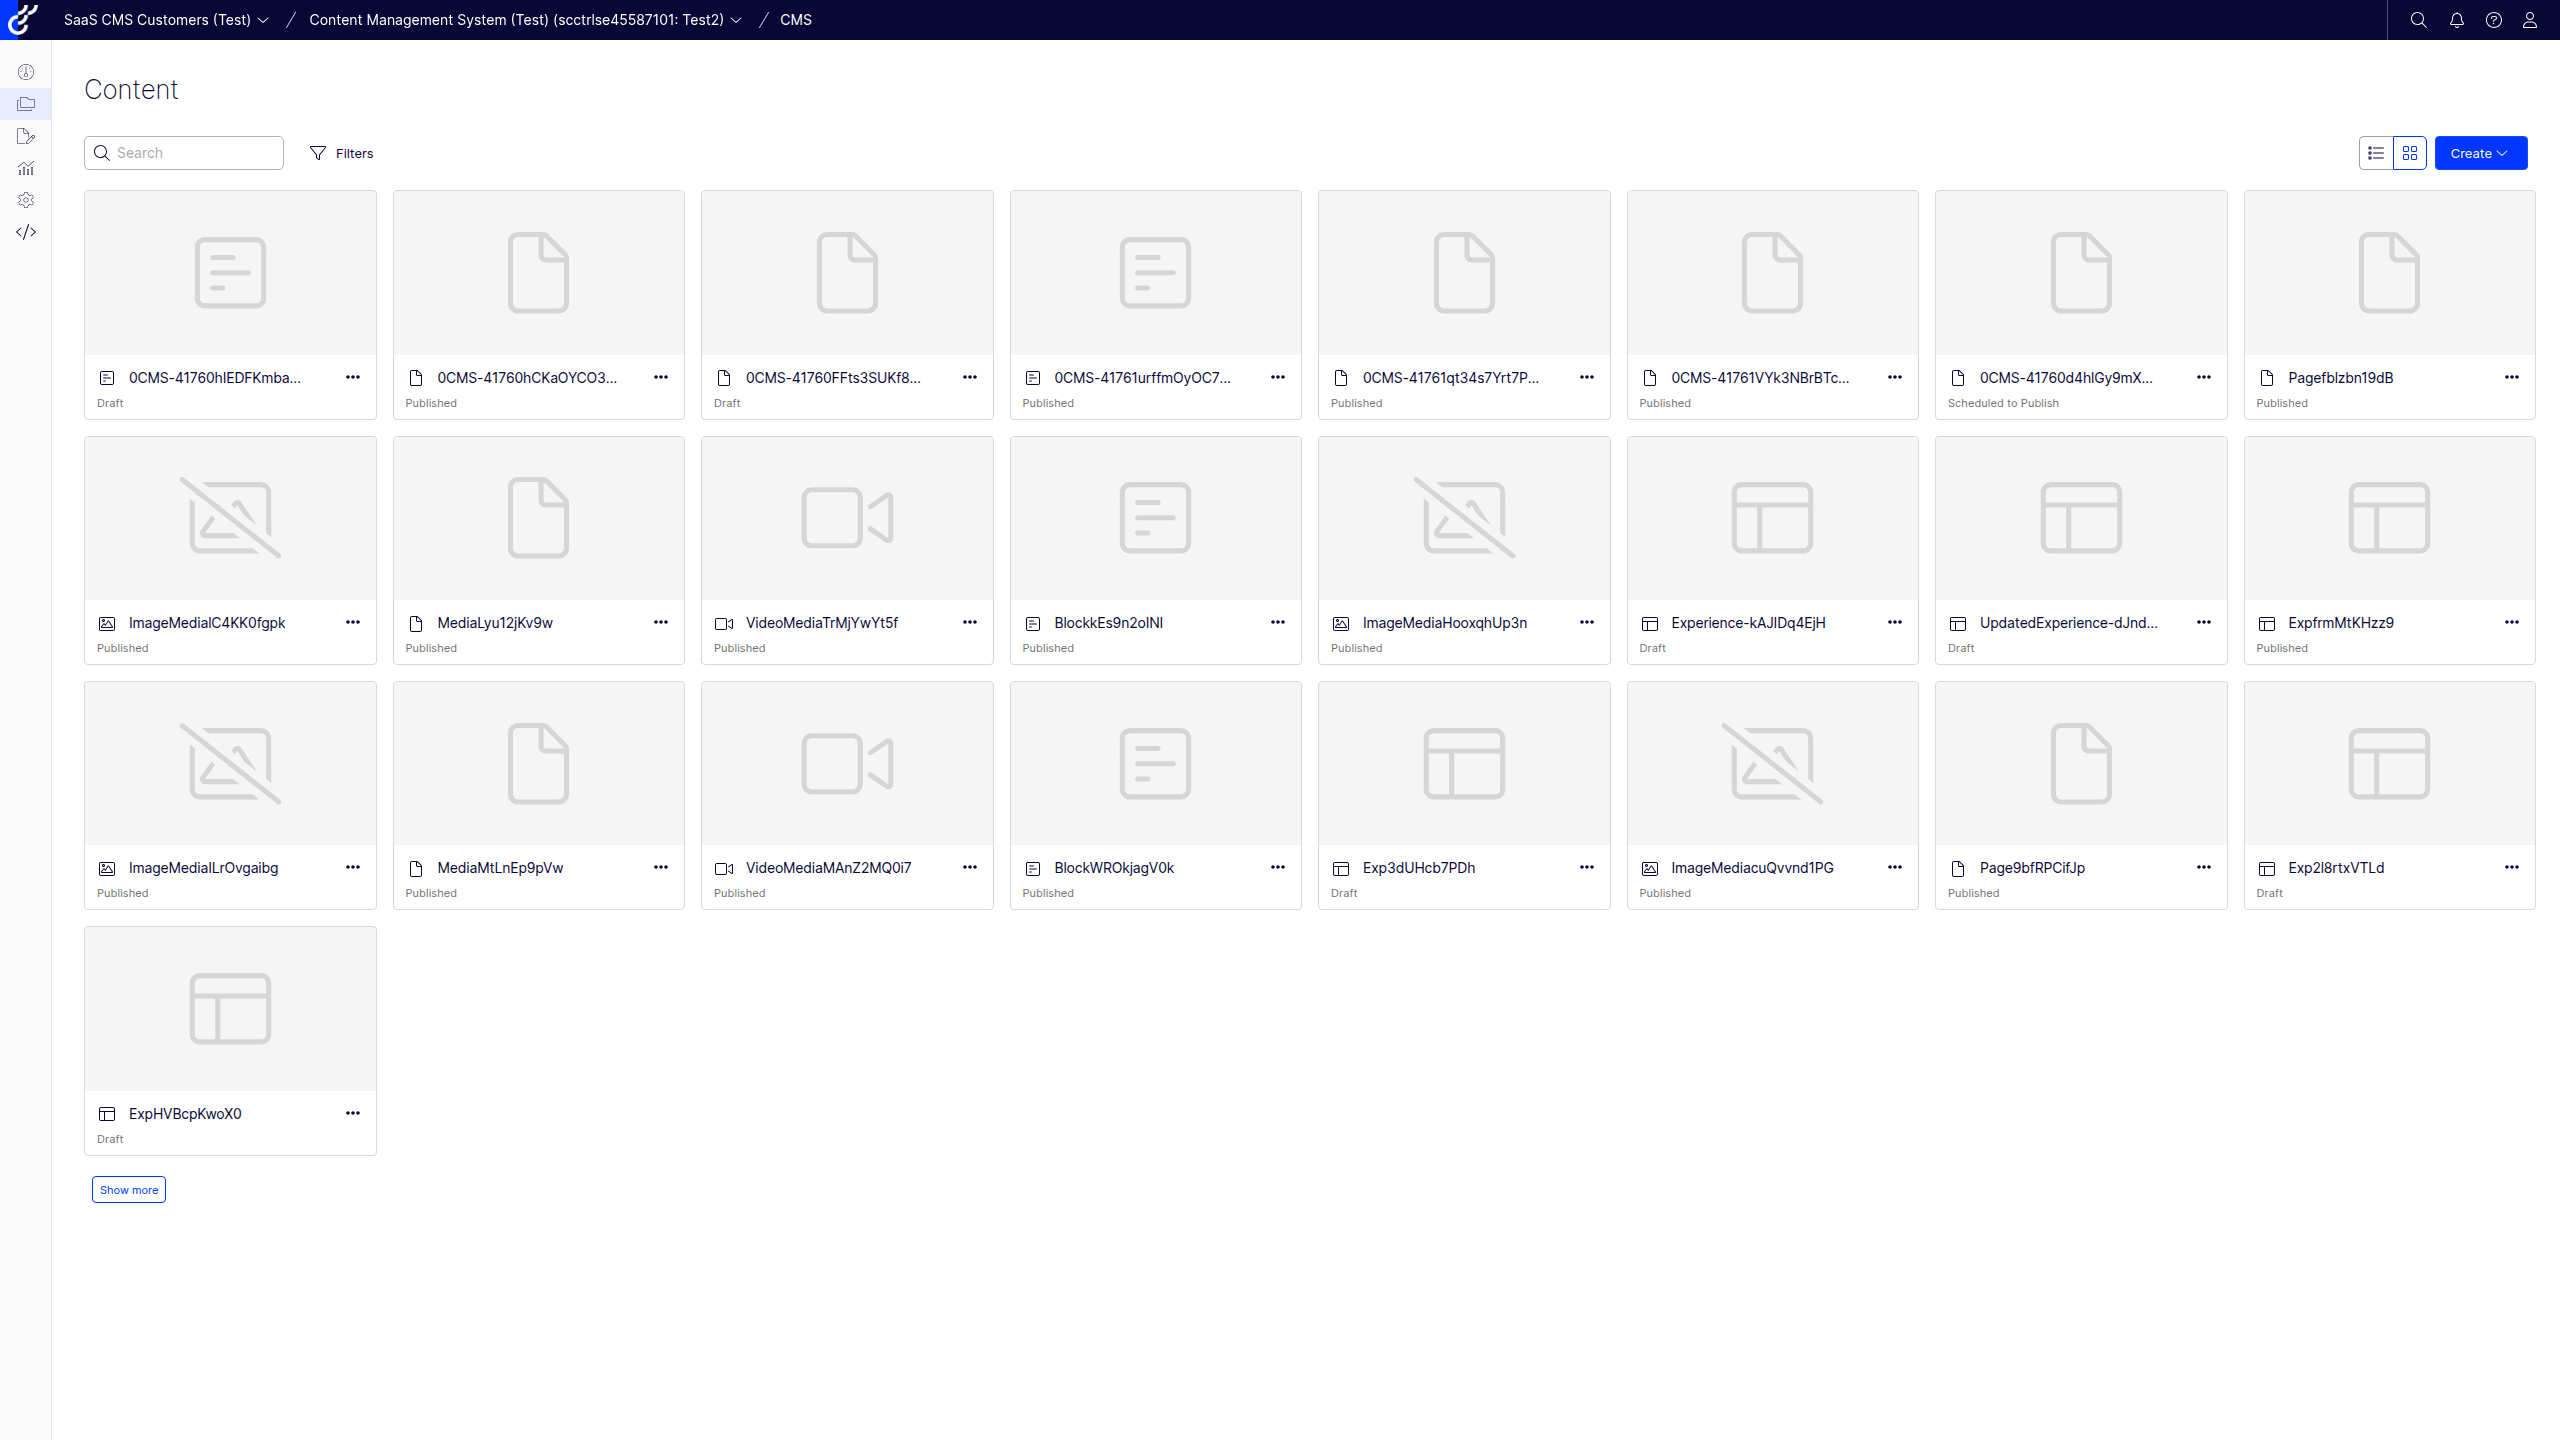 SaaS CMS Customers (Test) / Content Management System (Test) (scctrlse45587101: Test2) / CMS
Content
Search Filters Create
0CMS-41760hIEDFKmba... 0CMS-41760hCKaOYCO3... 0CMS-41760FFts3SUKf8... 0CMS-41761urffmOyOC7... 0CMS-41761qt34s7Yrt7P... 0CMS-41761VYk3NBrBTc... 0CMS-41760d4hlGy9mX... Pagefblzbn19dB
Draft Published Draft Published Published Published Scheduled to Publish Published
ImageMedialC4KK0fgpk MediaLyu12jKv9w VideoMediaTrMjYwYt5f BlockkEs9n2olNI ImageMediaHooxqhUp3n Experience-kAJIDq4EjH UpdatedExperience-dJnd... ExpfrmMtKHzz9
Published Published Published Published Published Draft Draft Published
ImageMediaILrOvgaibg MediaMtLnEp9pVw VideoMediaMAnZ2MQ0i7 BlockWROkjagV0k Exp3dUHcb7PDh ImageMediacuQvvnd1PG Page9bfRPCifJp Exp2l8rtxVTLd
Published Published Published Published Draft Published Published Draft
ExpHVBcpKwoX0
Draft
Show more